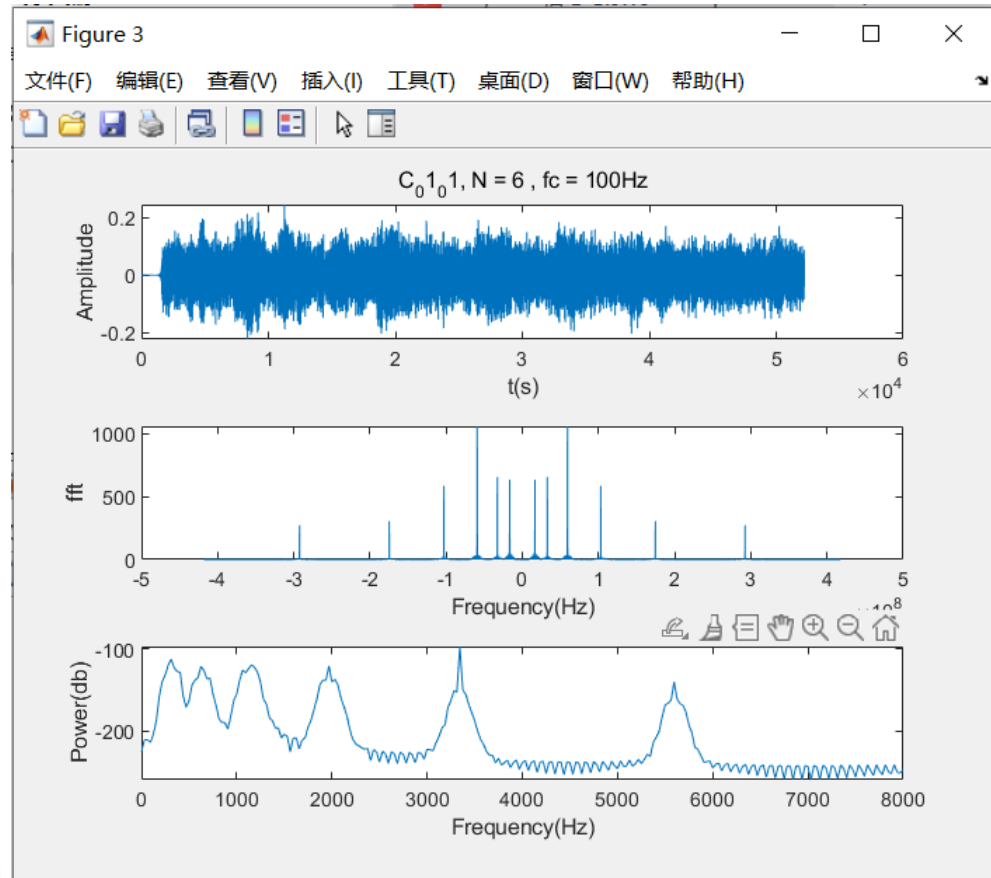 Figure 3
文件(F) 编辑(E) 查看(V) 插入(I) 工具(T) 桌面(D) 窗口(W) 帮助(H)
C₀1₀1, N = 6 , fc = 100Hz
Amplitude
0.2
0
-0.2
0 1 2 3 4 5 6
t(s)
×10⁴
fft
1000
500
0
-5 -4 -3 -2 -1 0 1 2 3 4 5
Frequency(Hz)
Power(db)
-100
-200
0 1000 2000 3000 4000 5000 6000 7000 8000
Frequency(Hz)